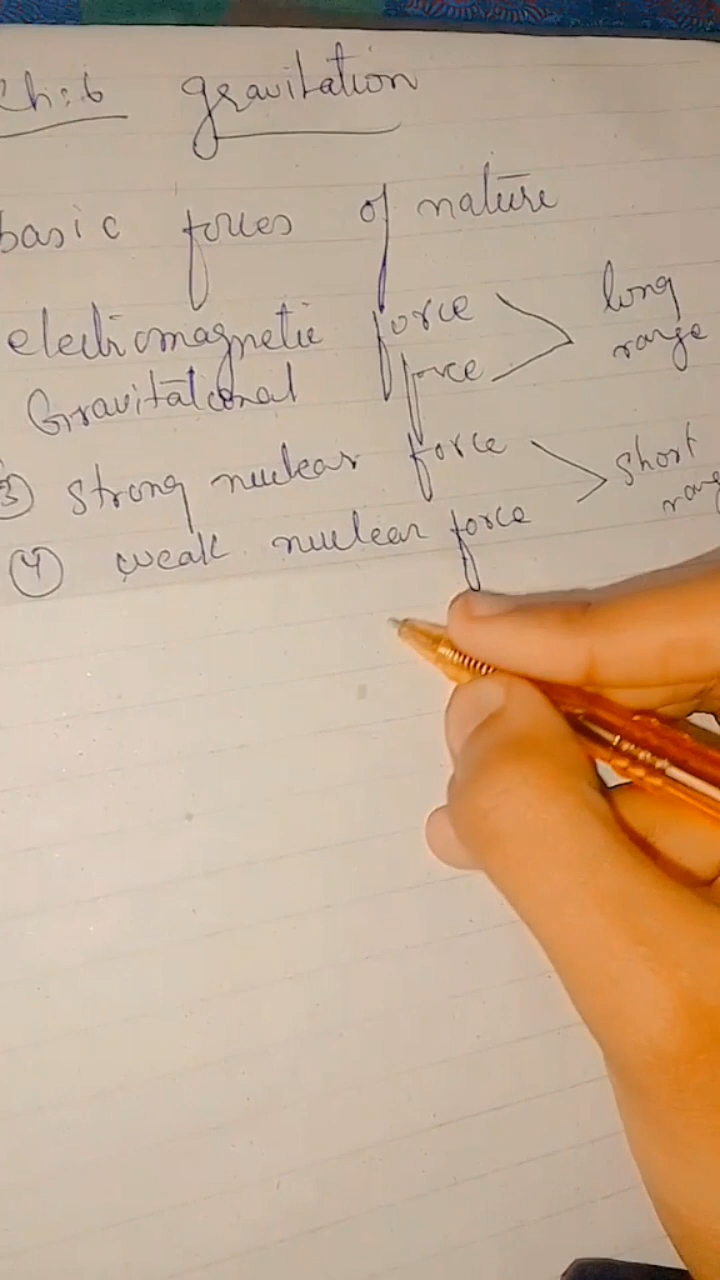 Ch:6 gravitation
basic forces of nature
electromagnetic force
Gravitational force
long
range
③ strong nuclear force
④ weak nuclear force
short